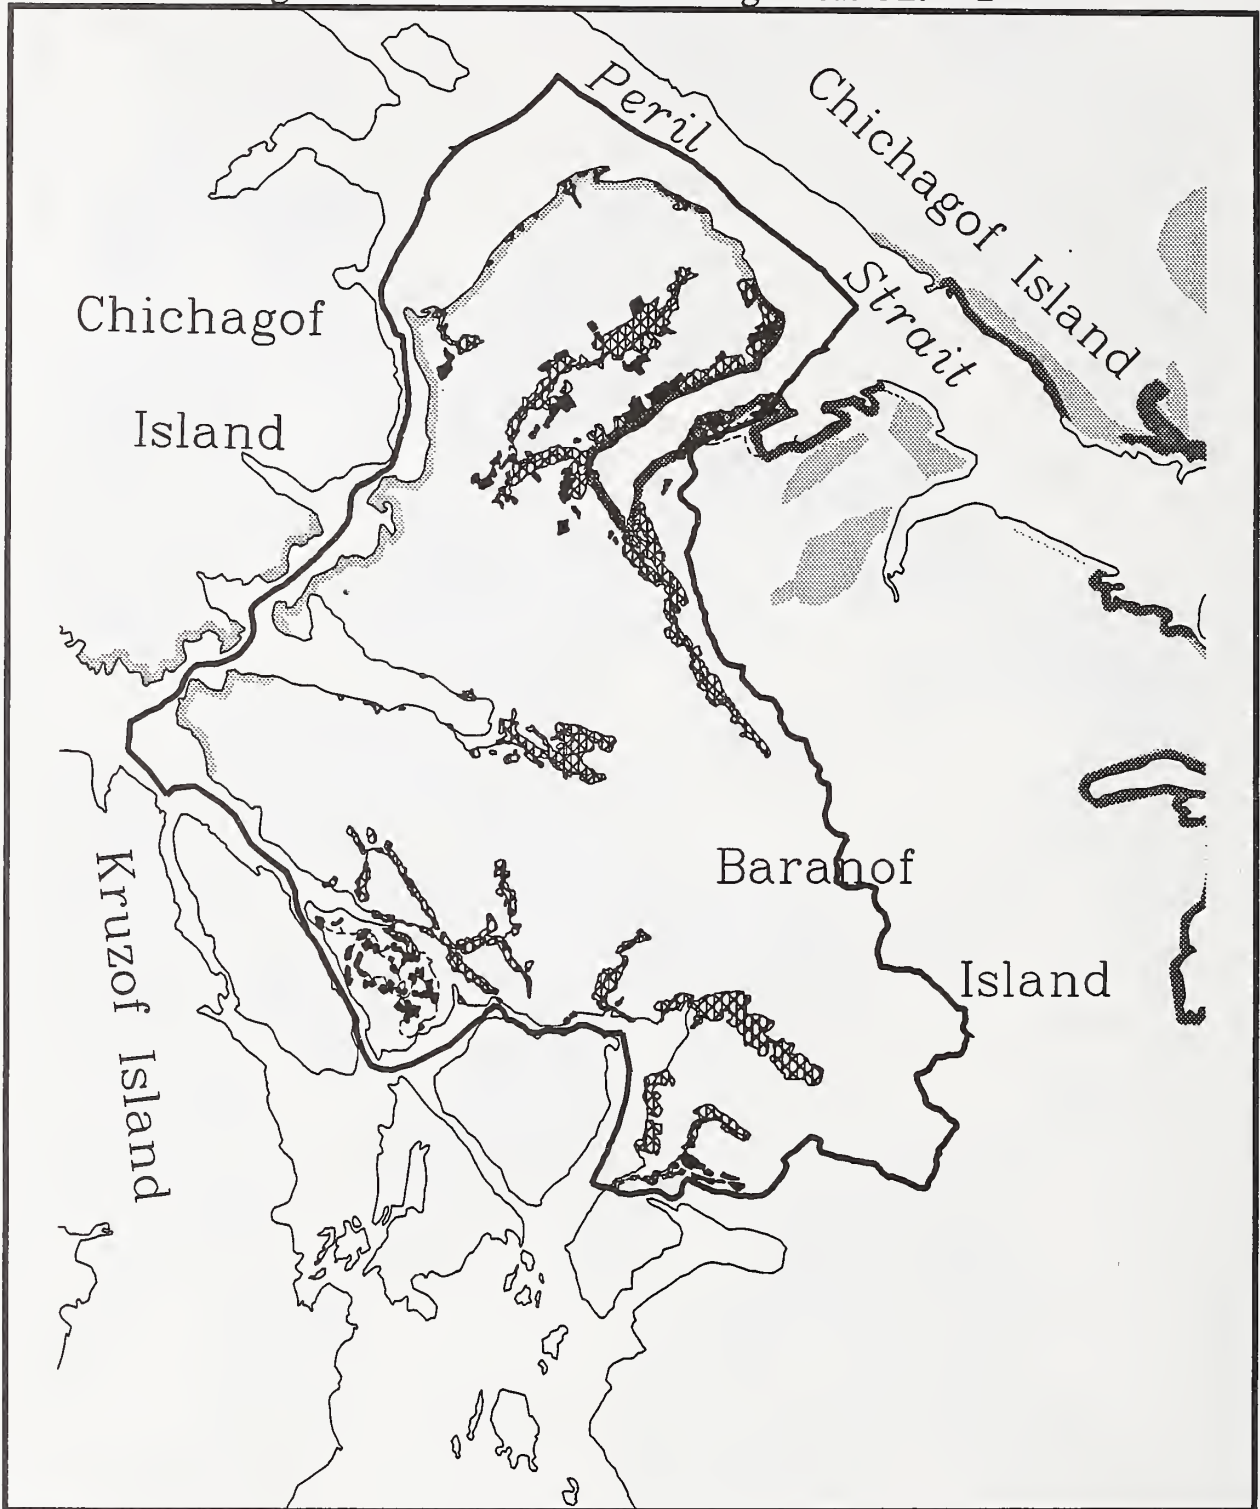 Peril
Strait
Chichagof Island
Chichagof
Island
Baranof
Island
Kruzof Island